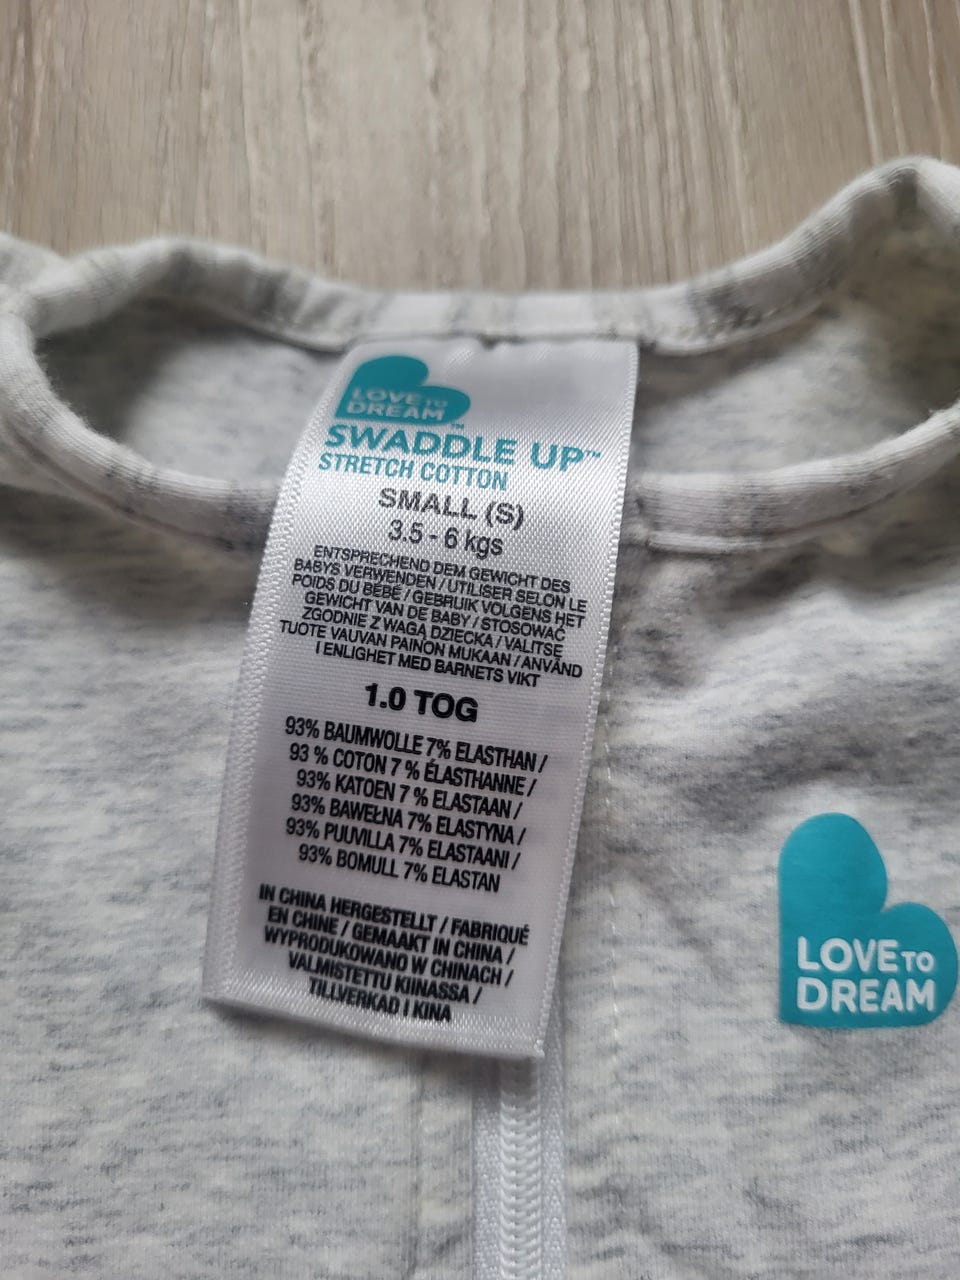 LOVE TO
DREAM™
SWADDLE UP™
STRETCH COTTON
SMALL (S)
3.5 - 6 kgs
ENTSPRECHEND DEM GEWICHT DES
BABYS VERWENDEN / UTILISER SELON LE
POIDS DU BÉBÉ / GEBRUIK VOLGENS HET
GEWICHT VAN DE BABY / STOSOWAĆ
ZGODNIE Z WAGĄ DZIECKA / VALITSE
TUOTE VAUVAN PAINON MUKAAN / ANVÄND
I ENLIGHET MED BARNETS VIKT
1.0 TOG
93% BAUMWOLLE 7% ELASTHAN /
93 % COTON 7 % ÉLASTHANNE /
93% KATOEN 7 % ELASTAAN /
93% BAWEŁNA 7% ELASTYNA /
93% PUUVILLA 7% ELASTAANI /
93% BOMULL 7% ELASTAN
IN CHINA HERGESTELLT / FABRIQUÉ
EN CHINE / GEMAAKT IN CHINA /
WYPRODUKOWANO W CHINACH /
VALMISTETTU KIINASSA /
TILLVERKAD I KINA
LOVE TO
DREAM